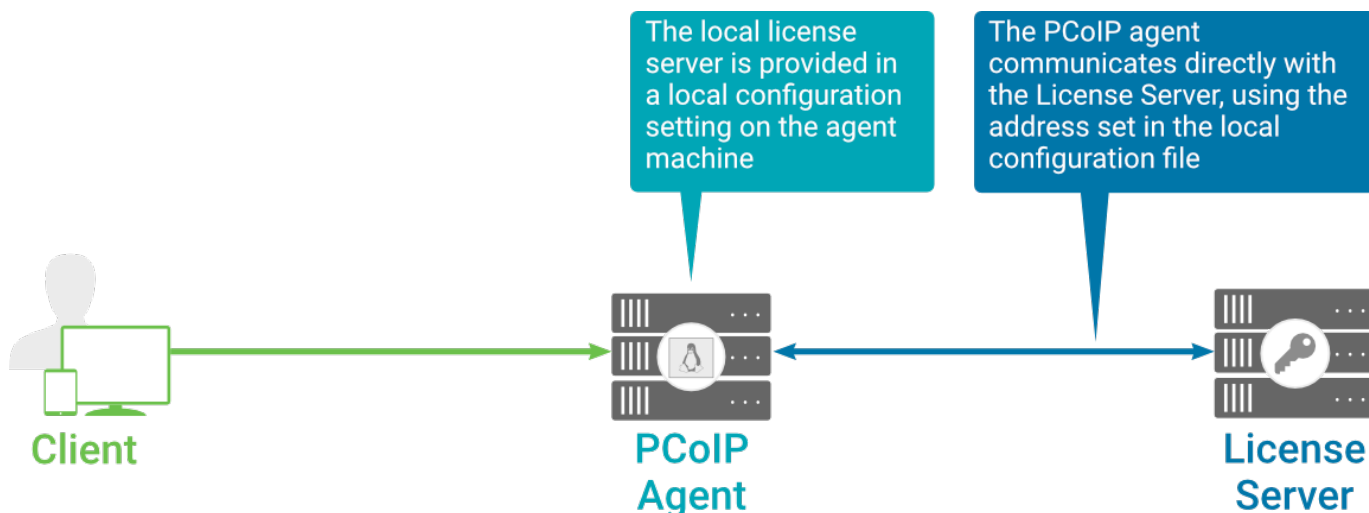 The local license
server is provided in
a local configuration
setting on the agent
machine
The PCoIP agent
communicates directly with
the License Server, using the
address set in the local
configuration file
Client
PCoIP
Agent
License
Server